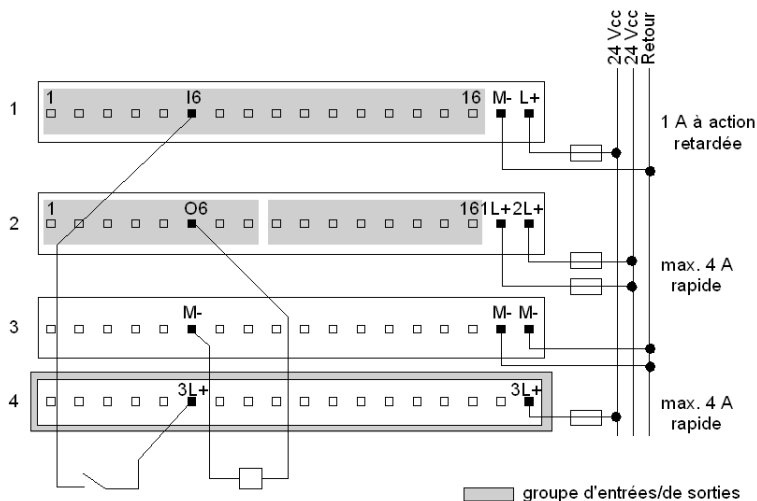 24 Vcc
24 Vcc
Retour
1
1
I6
16
M-
L+
1 A à action
retardée
2
1
O6
16
1L+
2L+
max. 4 A
rapide
3
M-
M-
M-
4
3L+
3L+
max. 4 A
rapide
groupe d'entrées/de sorties